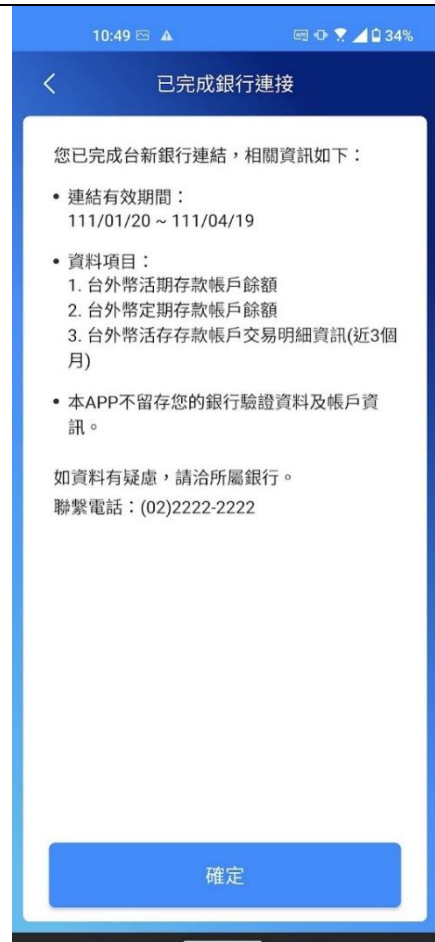 10:49 34%
已完成銀行連接
您已完成台新銀行連結，相關資訊如下：
• 連結有效期間：
111/01/20 ~ 111/04/19
• 資料項目：
1. 台外幣活期存款帳戶餘額
2. 台外幣定期存款帳戶餘額
3. 台外幣活存存款帳戶交易明細資訊(近3個
月)
• 本APP不留存您的銀行驗證資料及帳戶資
訊。
如資料有疑慮，請洽所屬銀行。
聯繫電話：(02)2222-2222
確定